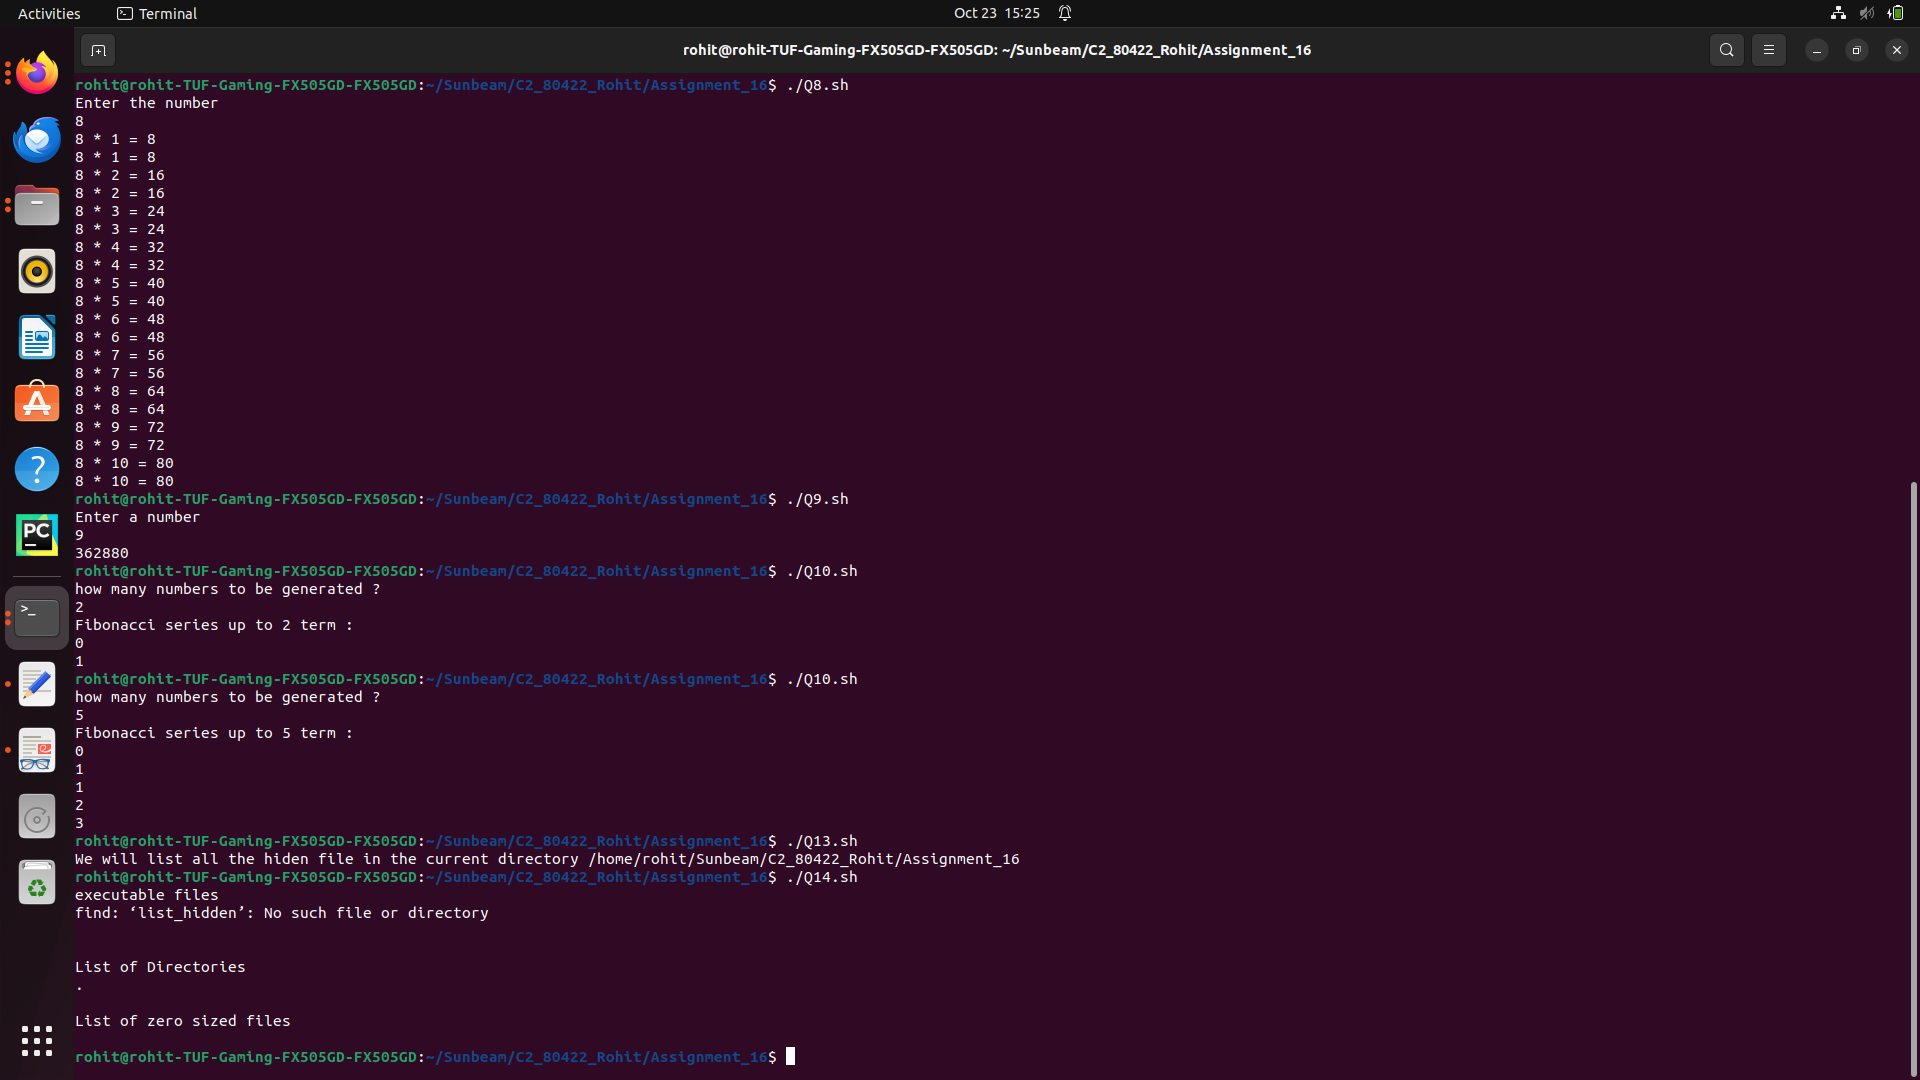 Activities
Terminal
Oct 23 15:25
rohit@rohit-TUF-Gaming-FX505GD-FX505GD: ~/Sunbeam/C2_80422_Rohit/Assignment_16
rohit@rohit-TUF-Gaming-FX505GD-FX505GD:~/Sunbeam/C2_80422_Rohit/Assignment_16$ ./Q8.sh
Enter the number
8
8 * 1 = 8
8 * 1 = 8
8 * 2 = 16
8 * 2 = 16
8 * 3 = 24
8 * 3 = 24
8 * 4 = 32
8 * 4 = 32
8 * 5 = 40
8 * 5 = 40
8 * 6 = 48
8 * 6 = 48
8 * 7 = 56
8 * 7 = 56
8 * 8 = 64
8 * 8 = 64
8 * 9 = 72
8 * 9 = 72
8 * 10 = 80
8 * 10 = 80
rohit@rohit-TUF-Gaming-FX505GD-FX505GD:~/Sunbeam/C2_80422_Rohit/Assignment_16$ ./Q9.sh
Enter a number
9
362880
rohit@rohit-TUF-Gaming-FX505GD-FX505GD:~/Sunbeam/C2_80422_Rohit/Assignment_16$ ./Q10.sh
how many numbers to be generated ?
2
Fibonacci series up to 2 term :
0
1
rohit@rohit-TUF-Gaming-FX505GD-FX505GD:~/Sunbeam/C2_80422_Rohit/Assignment_16$ ./Q10.sh
how many numbers to be generated ?
5
Fibonacci series up to 5 term :
0
1
1
2
3
rohit@rohit-TUF-Gaming-FX505GD-FX505GD:~/Sunbeam/C2_80422_Rohit/Assignment_16$ ./Q13.sh
We will list all the hiden file in the current directory /home/rohit/Sunbeam/C2_80422_Rohit/Assignment_16
rohit@rohit-TUF-Gaming-FX505GD-FX505GD:~/Sunbeam/C2_80422_Rohit/Assignment_16$ ./Q14.sh
executable files
find: ‘list_hidden’: No such file or directory
List of Directories
.
List of zero sized files
rohit@rohit-TUF-Gaming-FX505GD-FX505GD:~/Sunbeam/C2_80422_Rohit/Assignment_16$
PC